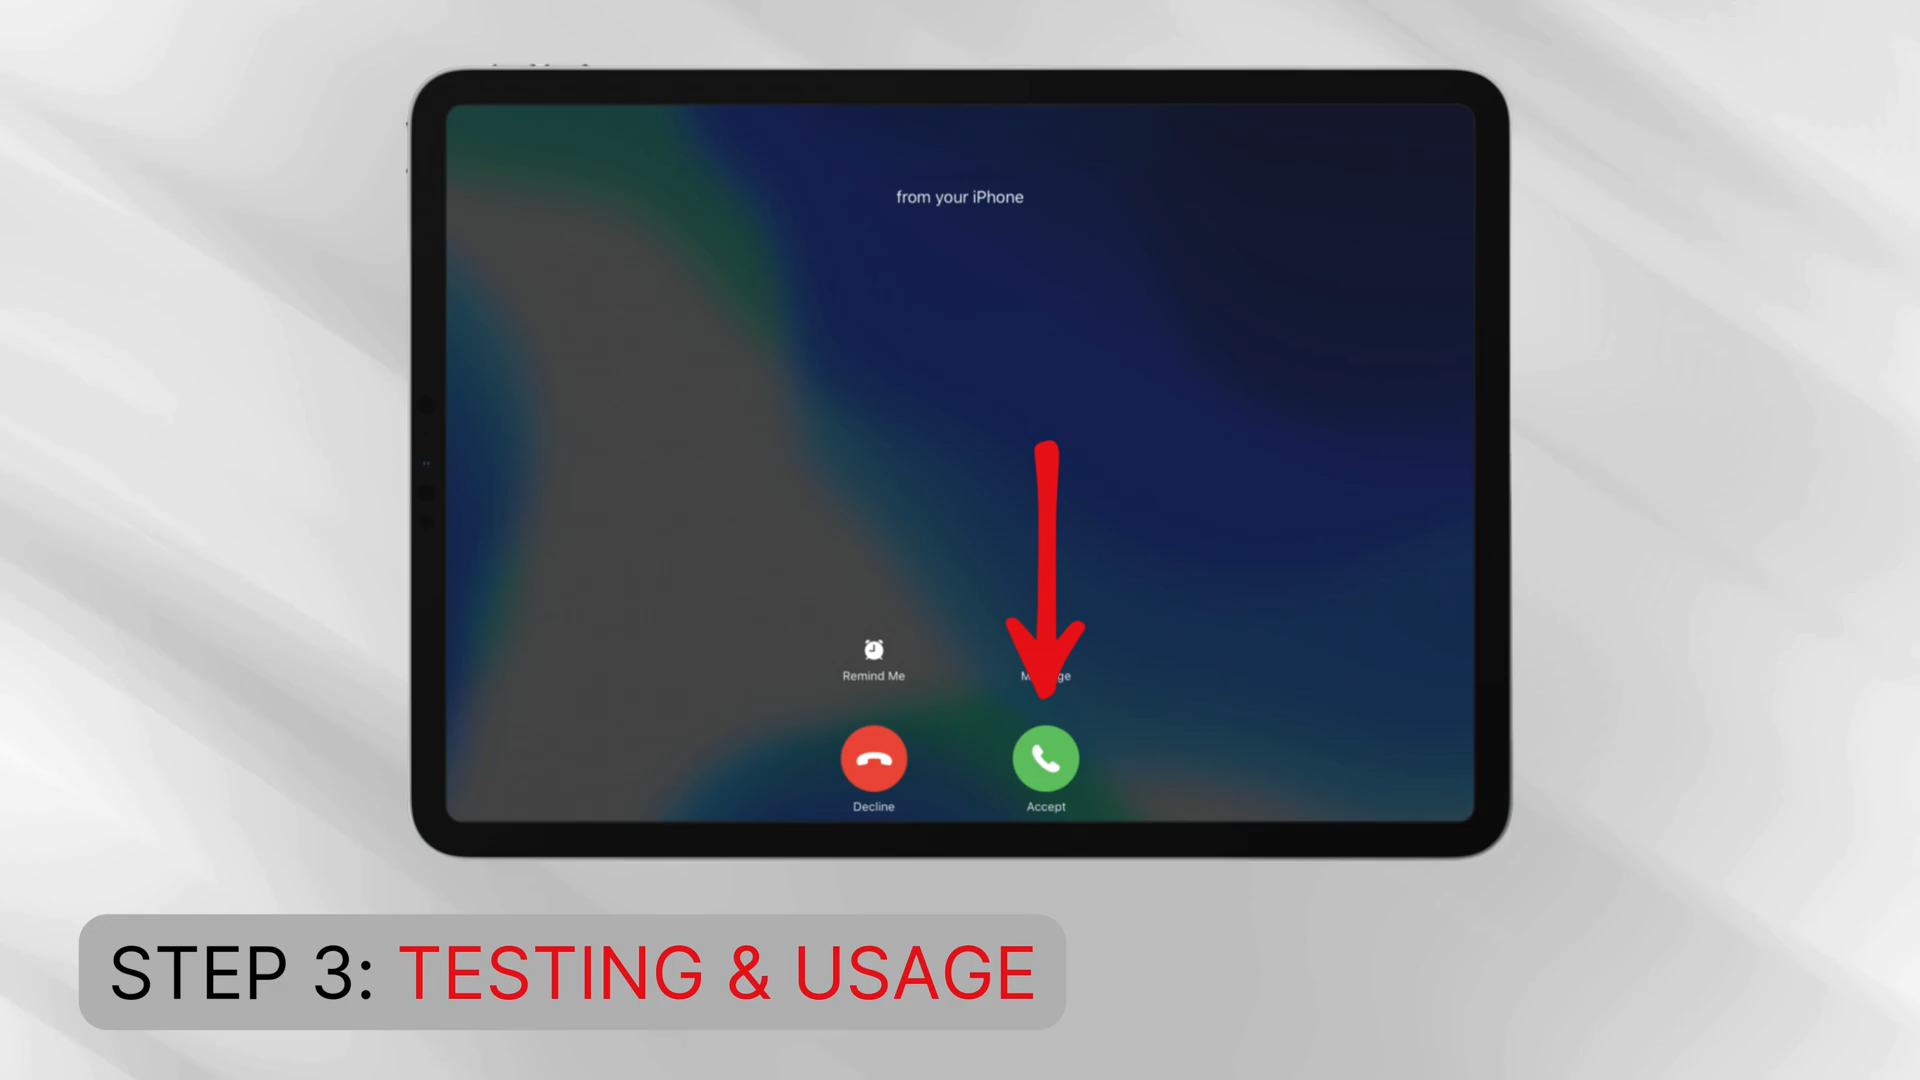 from your iPhone
Remind Me
Decline
Accept
STEP 3: TESTING & USAGE